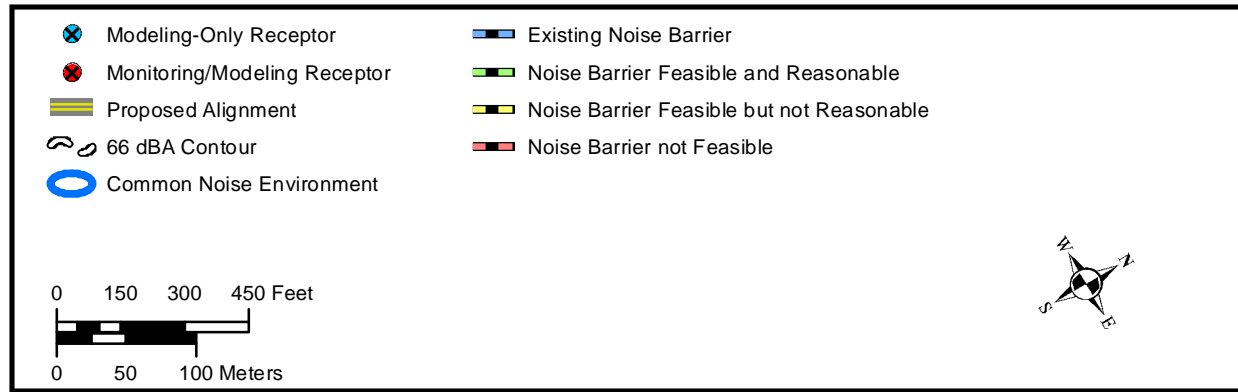 Modeling-Only Receptor
Monitoring/Modeling Receptor
Proposed Alignment
66 dBA Contour
Common Noise Environment
Existing Noise Barrier
Noise Barrier Feasible and Reasonable
Noise Barrier Feasible but not Reasonable
Noise Barrier not Feasible
0 150 300 450 Feet
0 50 100 Meters
W
N
S
E